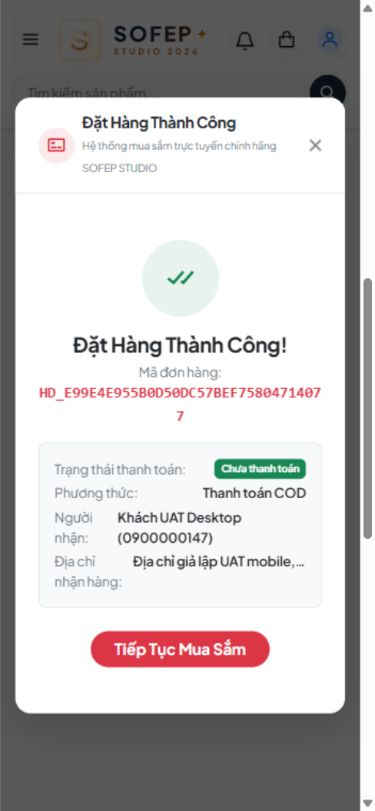 SOFEP
STUDIO 2026
Tìm kiếm sản phẩm...
Đặt Hàng Thành Công
Hệ thống mua sắm trực tuyến chính hãng
SOFEP STUDIO
Đặt Hàng Thành Công!
Mã đơn hàng:
HD_E99E4E955B0D50DC57BEF7580471407
7
Trạng thái thanh toán: Chưa thanh toán
Phương thức: Thanh toán COD
Người nhận: Khách UAT Desktop (0900000147)
Địa chỉ nhận hàng: Địa chỉ giả lập UAT mobile,...
Tiếp Tục Mua Sắm